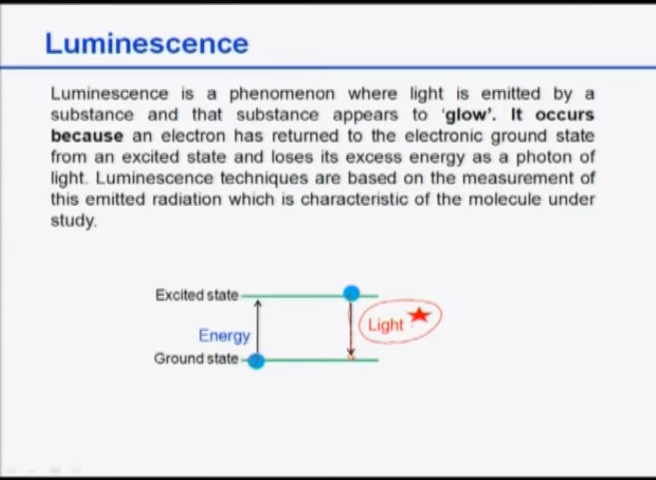 Luminescence
Luminescence is a phenomenon where light is emitted by a
substance and that substance appears to 'glow'. It occurs
because an electron has returned to the electronic ground state
from an excited state and loses its excess energy as a photon of
light. Luminescence techniques are based on the measurement of
this emitted radiation which is characteristic of the molecule under
study.
Excited state
Light
Energy
Ground state